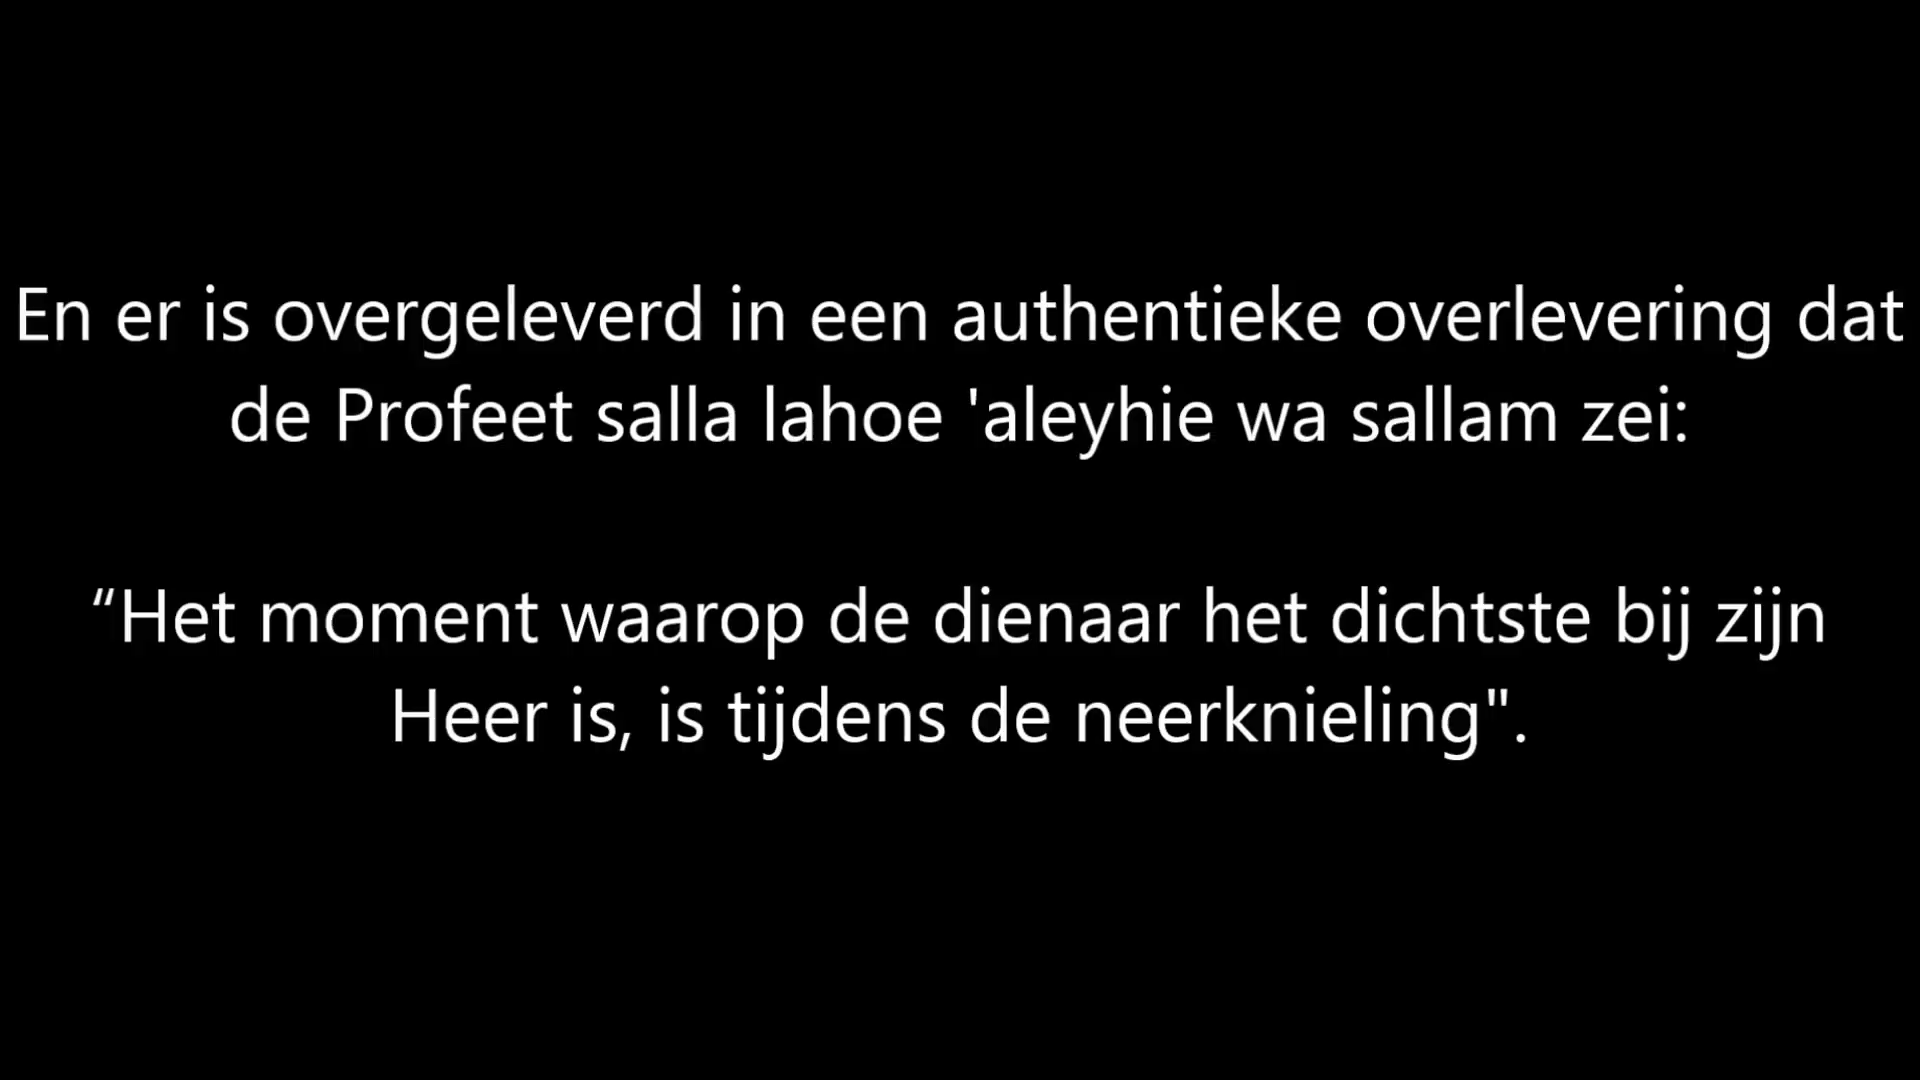 En er is overgeleverd in een authentieke overlevering dat
de Profeet salla lahoe 'aleyhie wa sallam zei:
“Het moment waarop de dienaar het dichtste bij zijn
Heer is, is tijdens de neerknieling".